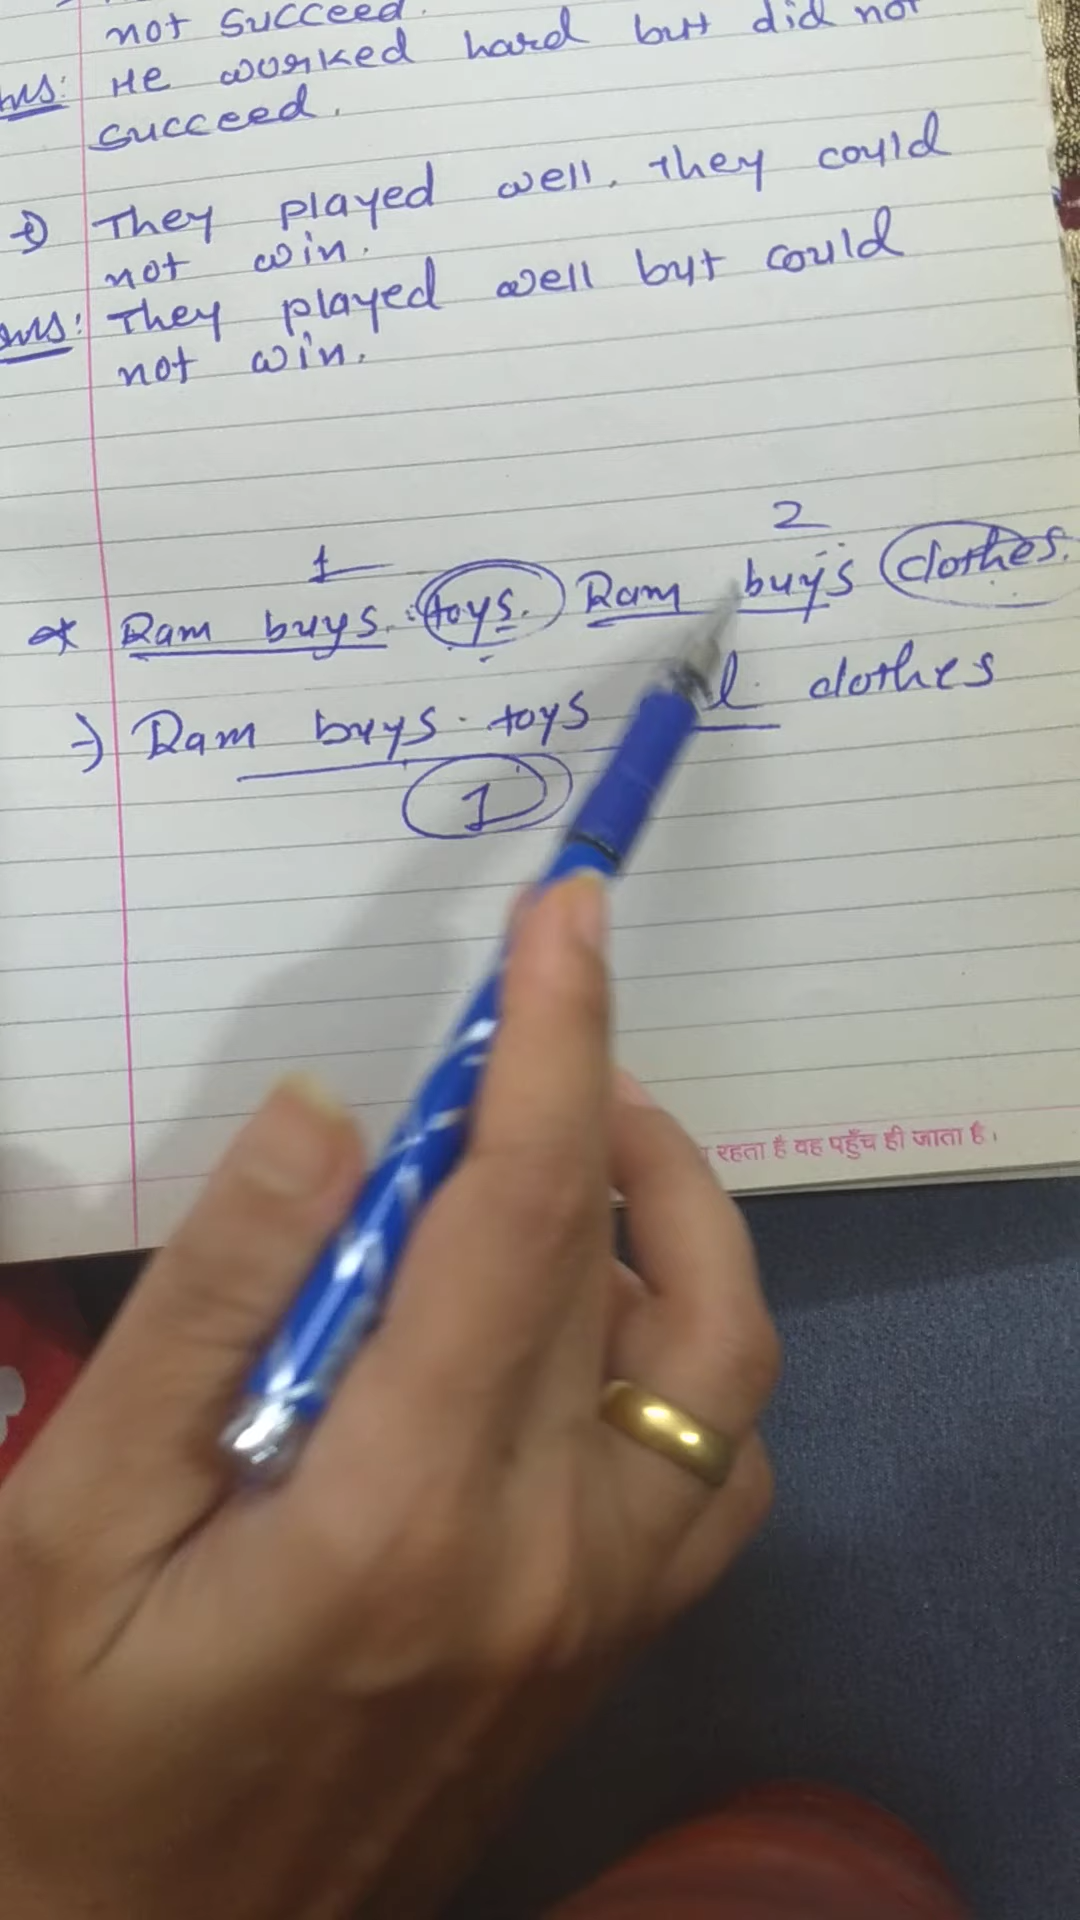 not succeed.
Ans: He worked hard but did not
succeed.
→ They played well. They could
not win.
Ans: They played well but could
not win.
1 2
* Ram buys toys. Ram buys clothes.
→ Ram buys toys clothes
1
रहता है वह पहुँच ही जाता है।